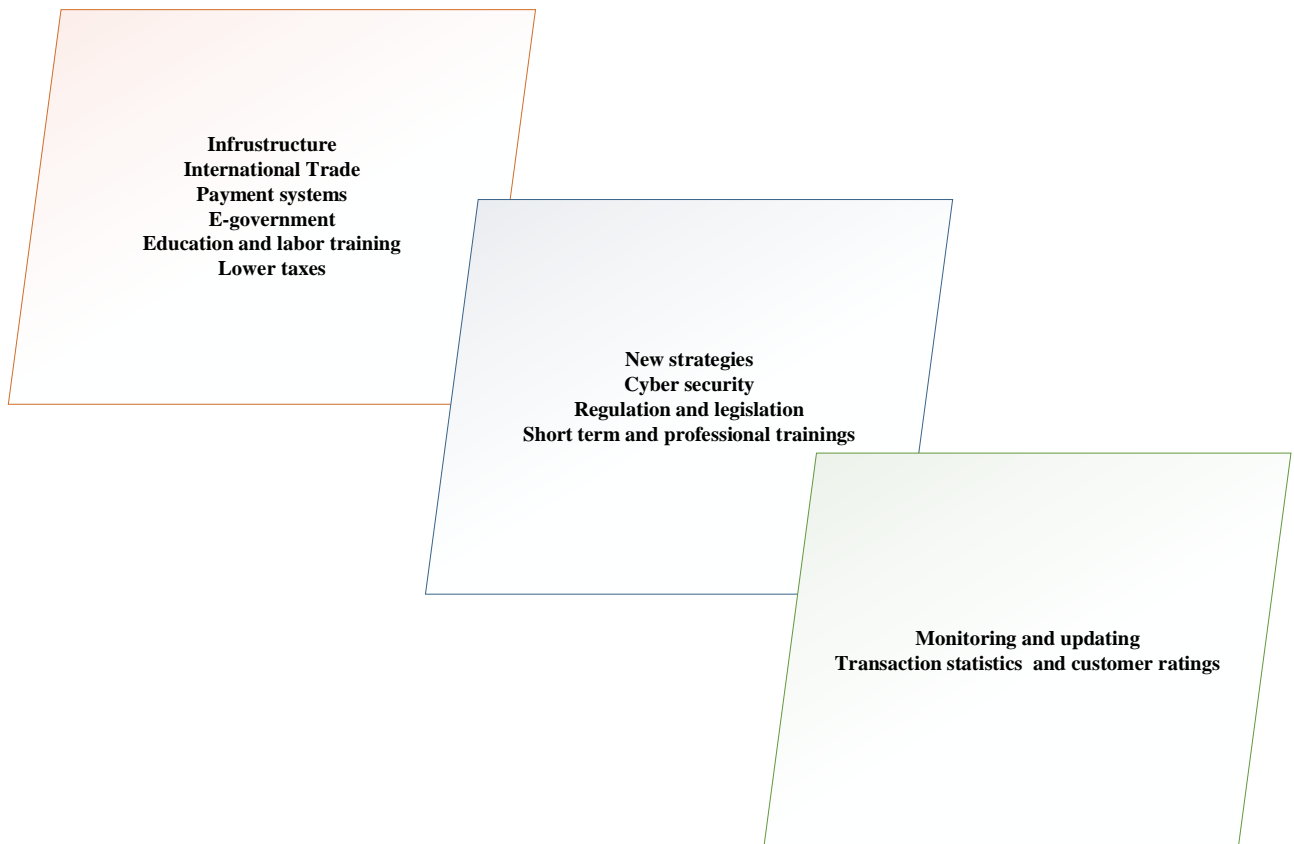 Infrustructure
International Trade
Payment systems
E-government
Education and labor training
Lower taxes
New strategies
Cyber security
Regulation and legislation
Short term and professional trainings
Monitoring and updating
Transaction statistics  and customer ratings